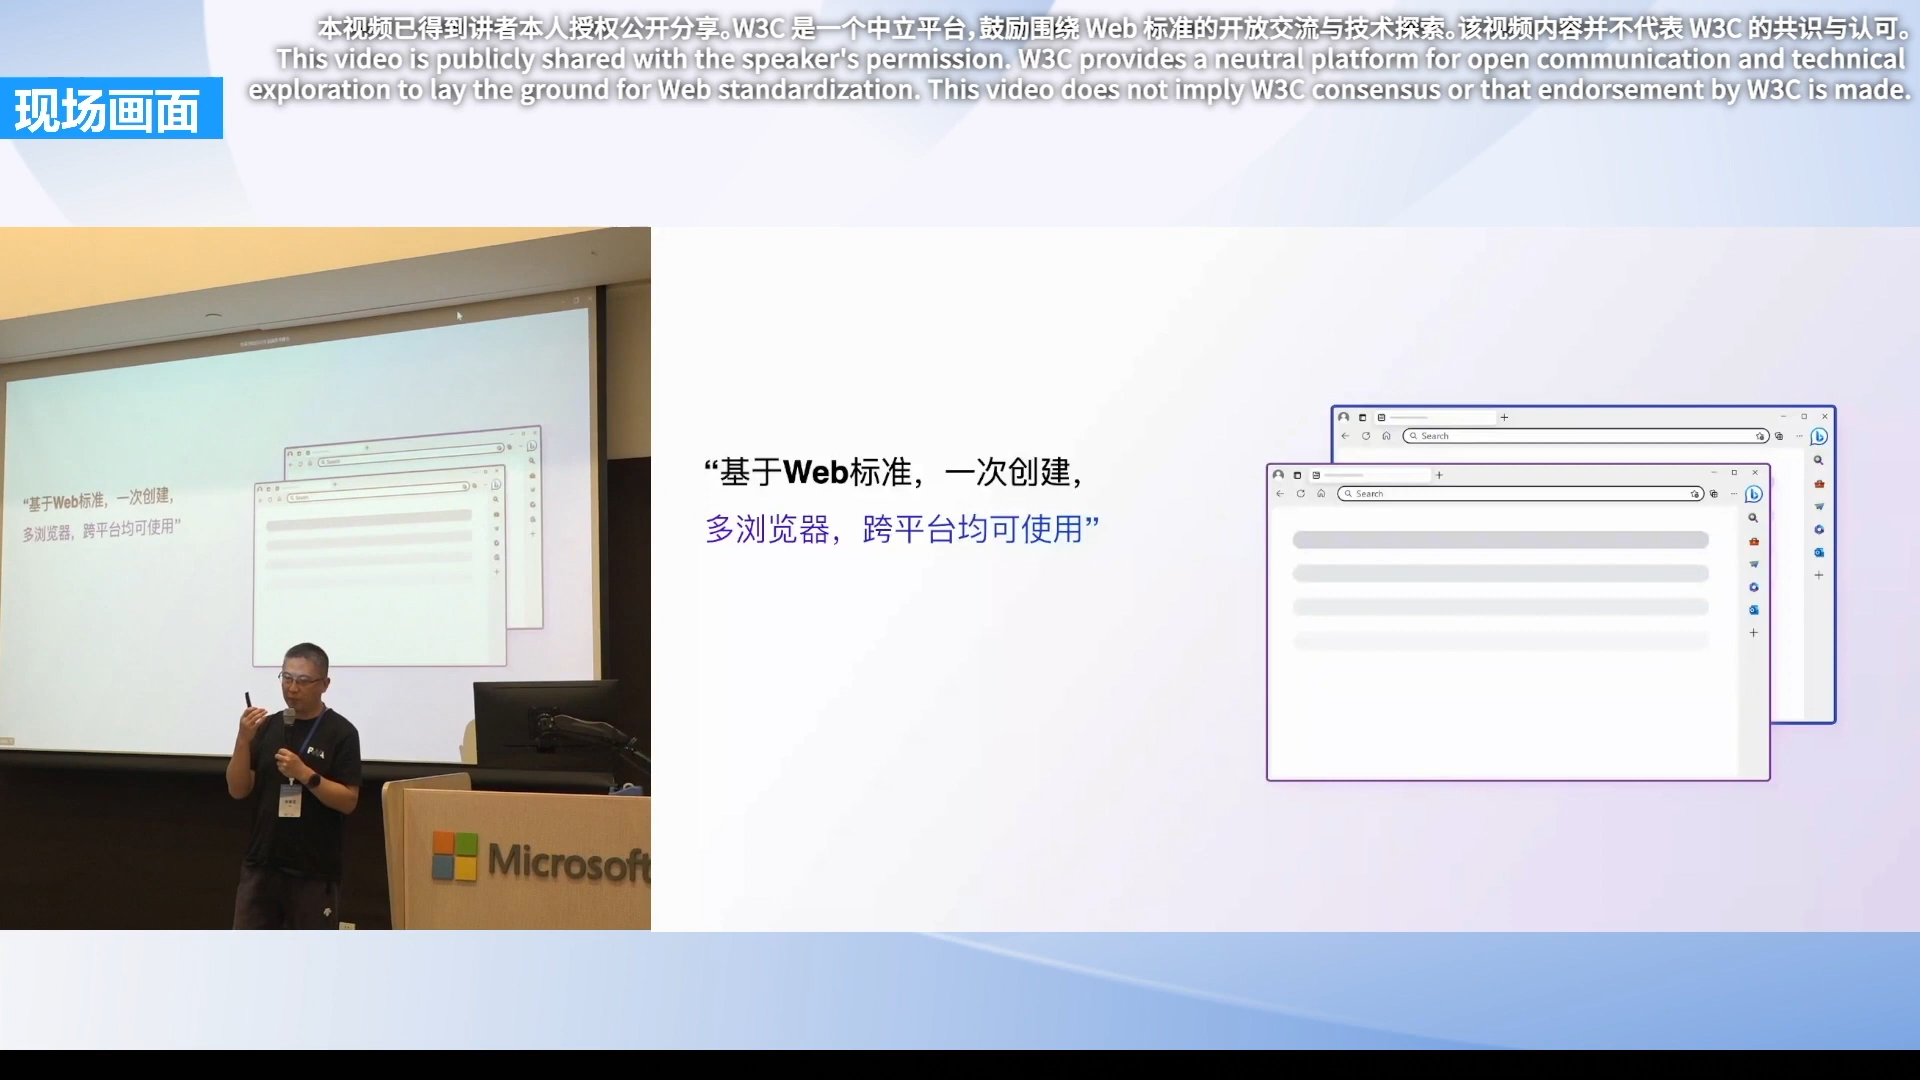 本视频已得到讲者本人授权公开分享。W3C 是一个中立平台，鼓励围绕 Web 标准的开放交流与技术探索。该视频内容并不代表 W3C 的共识与认可。
This video is publicly shared with the speaker's permission. W3C provides a neutral platform for open communication and technical
exploration to lay the ground for Web standardization. This video does not imply W3C consensus or that endorsement by W3C is made.
现场画面
“基于Web标准，一次创建，
多浏览器，跨平台均可使用”
Search
Search
“基于Web标准，一次创建，
多浏览器，跨平台均可使用”
Search
Search
Microsoft